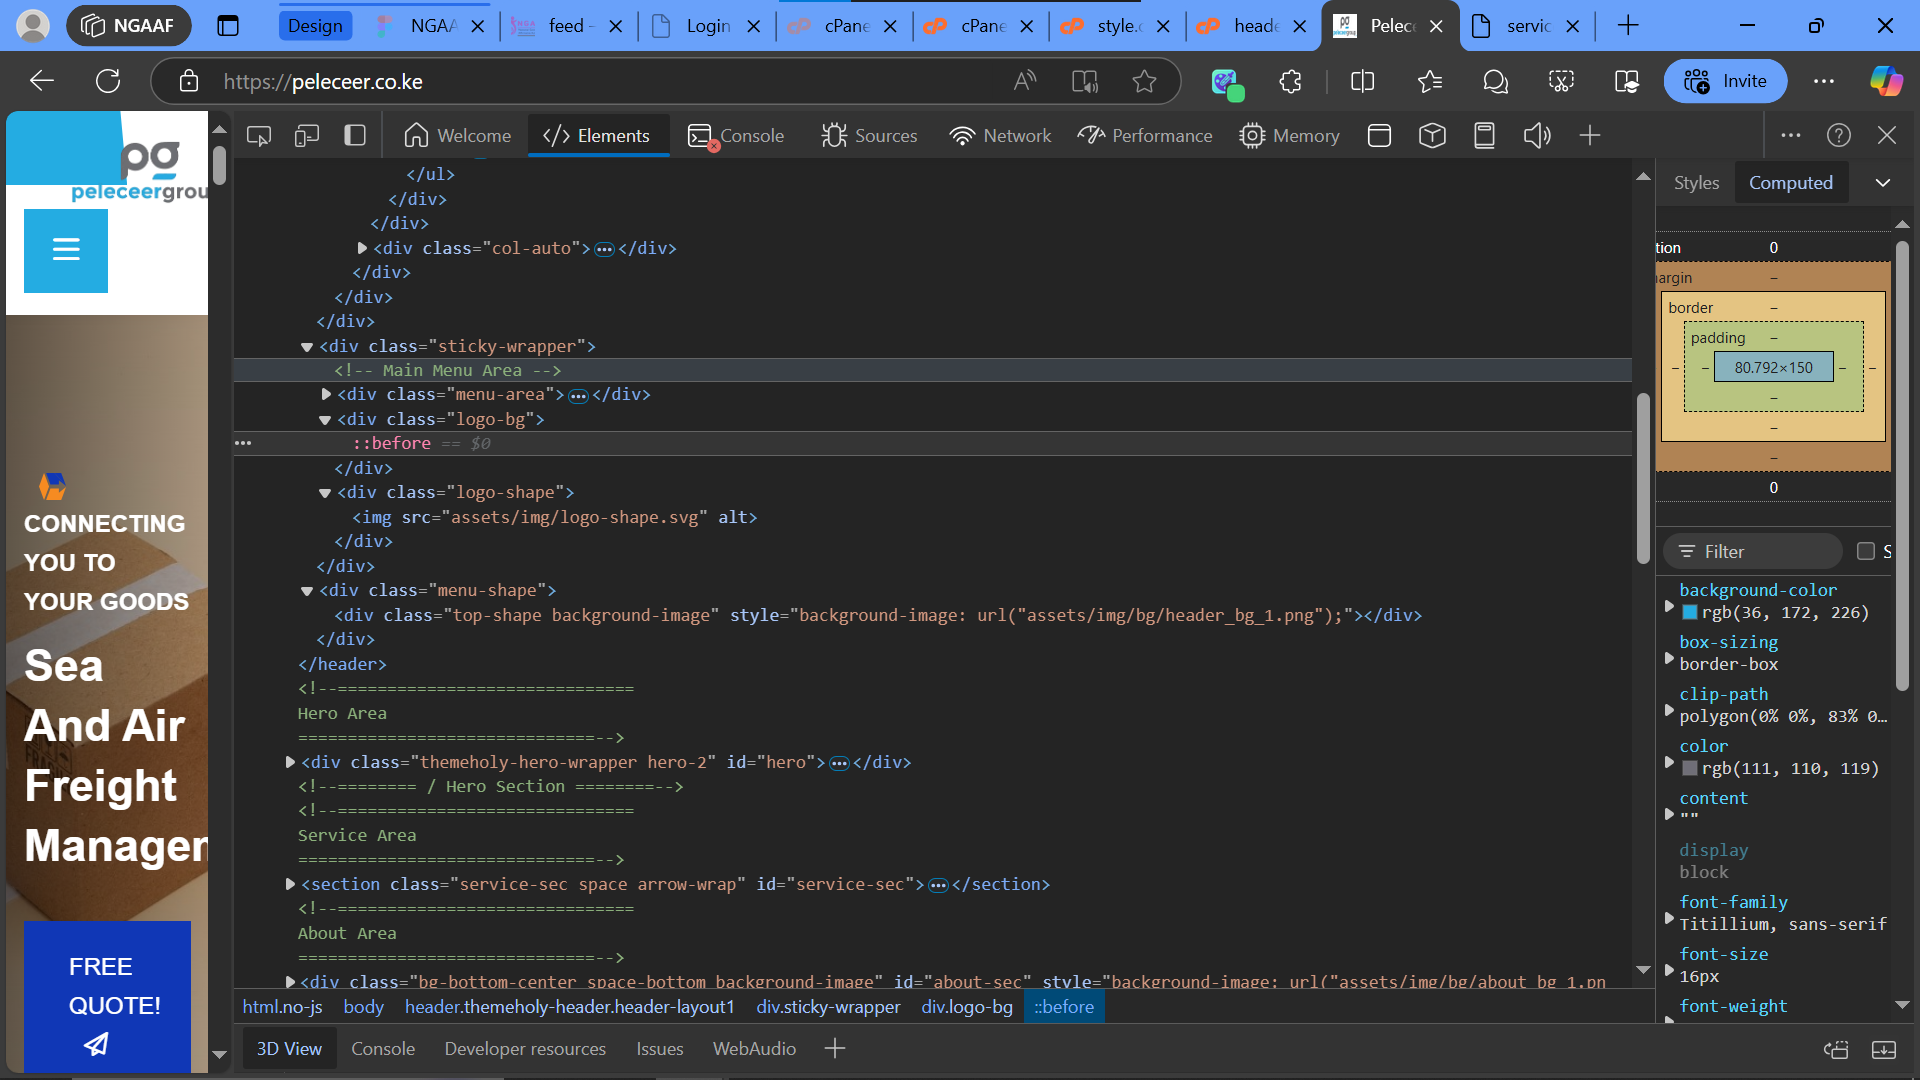 NGAAF
Design
NGAA
feed -
Login
cPane
cPane
style.c
heade
Pelece
servic
https://peleceer.co.ke
Invite
pg
peleceergrou
CONNECTING
YOU TO
YOUR GOODS
Sea
And Air
Freight
Managem
FREE
QUOTE!
Welcome
Elements
Console
Sources
Network
Performance
Memory
</ul>
</div>
</div>
<div class="col-auto"> </div>
</div>
</div>
</div>
<div class="sticky-wrapper">
<!-- Main Menu Area -->
<div class="menu-area"> </div>
<div class="logo-bg">
::before == $0
</div>
<div class="logo-shape">
<img src="assets/img/logo-shape.svg" alt>
</div>
</div>
<div class="menu-shape">
<div class="top-shape background-image" style="background-image: url("assets/img/bg/header_bg_1.png");"></div>
</div>
</header>
<!--==============================
Hero Area
==============================-->
<div class="themeholy-hero-wrapper hero-2" id="hero"> </div>
<!--======== / Hero Section ========-->
<!--==============================
Service Area
==============================-->
<section class="service-sec space arrow-wrap" id="service-sec"> </section>
<!--==============================
About Area
==============================-->
<div class="bg-bottom-center space-bottom background-image" id="about-sec" style="background-image: url("assets/img/bg/about_bg_1.pn
html.no-js
body
header.themeholy-header.header-layout1
div.sticky-wrapper
div.logo-bg
::before
3D View
Console
Developer resources
Issues
WebAudio
Styles
Computed
tion
0
argin
–
border
–
padding
–
–
–
80.792×150
–
–
–
–
–
0
Filter
S
background-color
rgb(36, 172, 226)
box-sizing
border-box
clip-path
polygon(0% 0%, 83% 0…
color
rgb(111, 110, 119)
content
""
display
block
font-family
Titillium, sans-serif
font-size
16px
font-weight